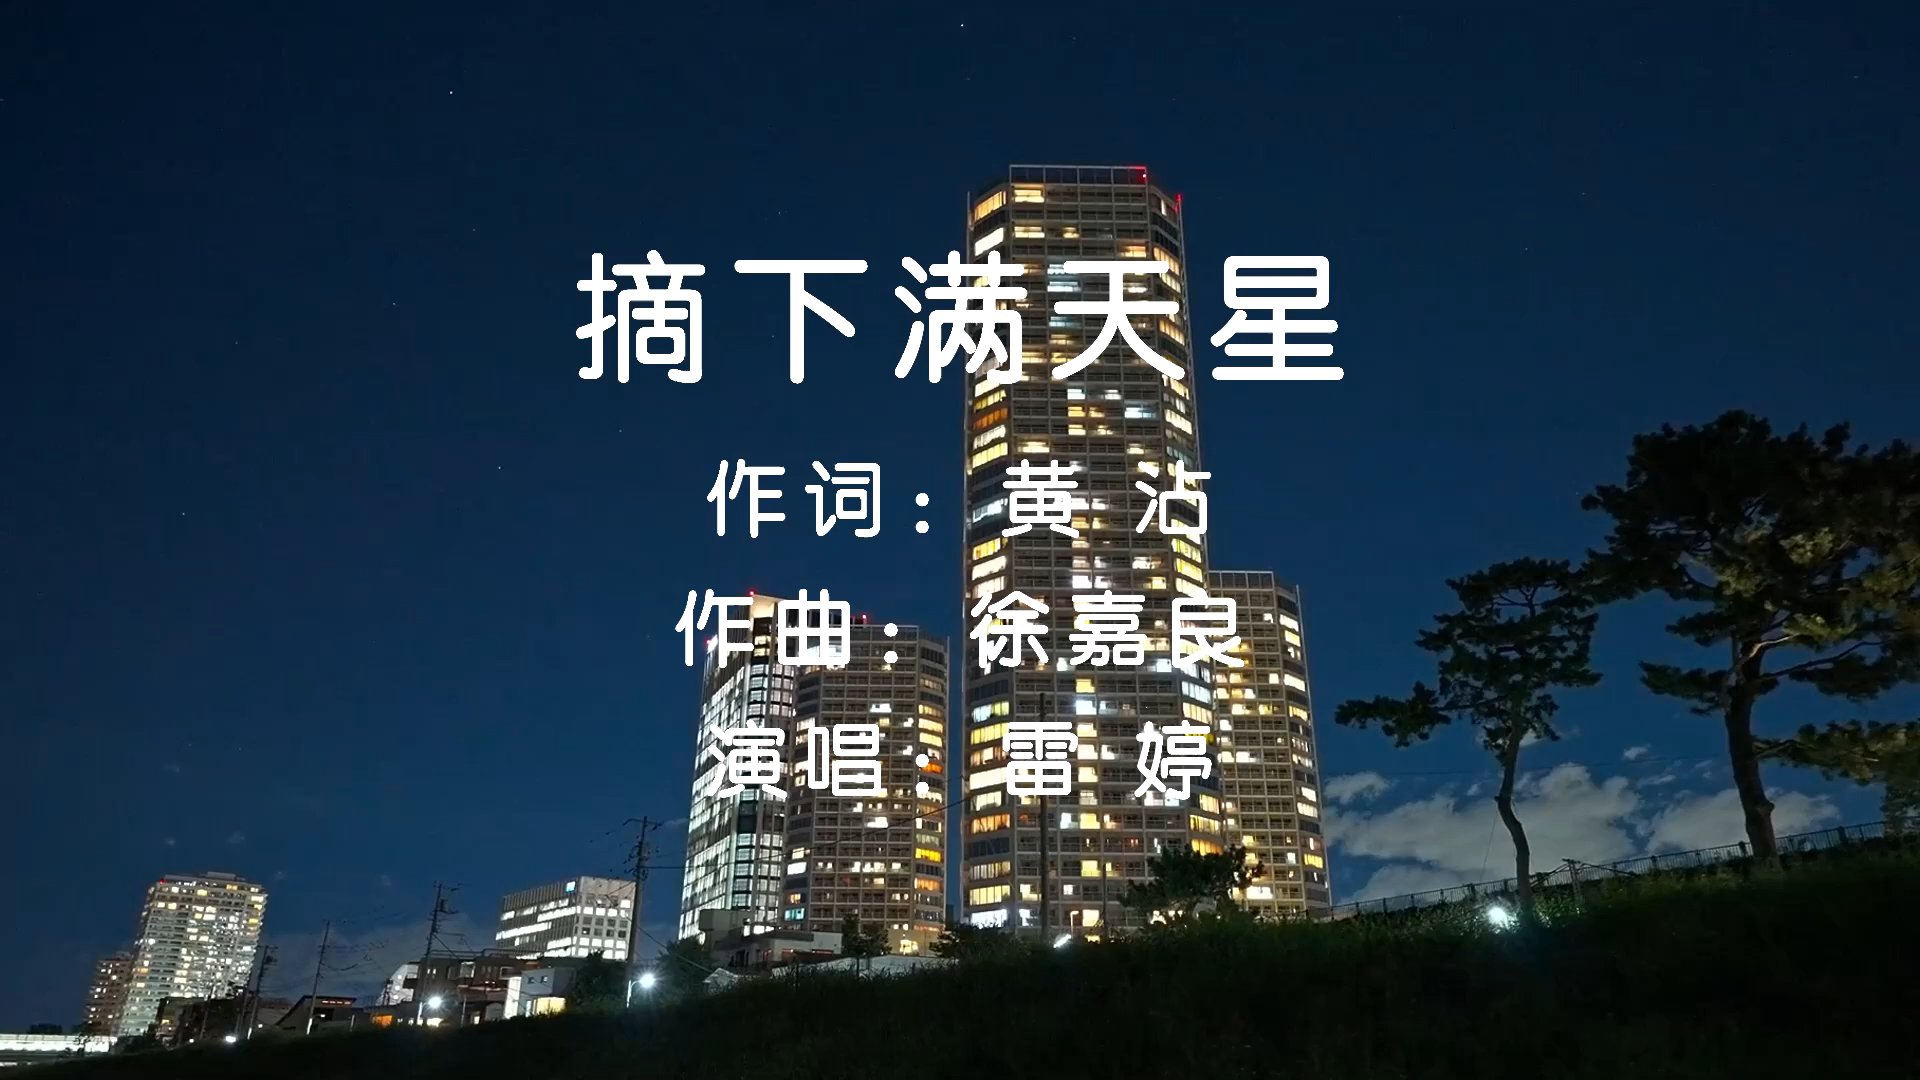 摘下满天星
作词：黄 沾
作曲：徐嘉良
演唱：雷 婷